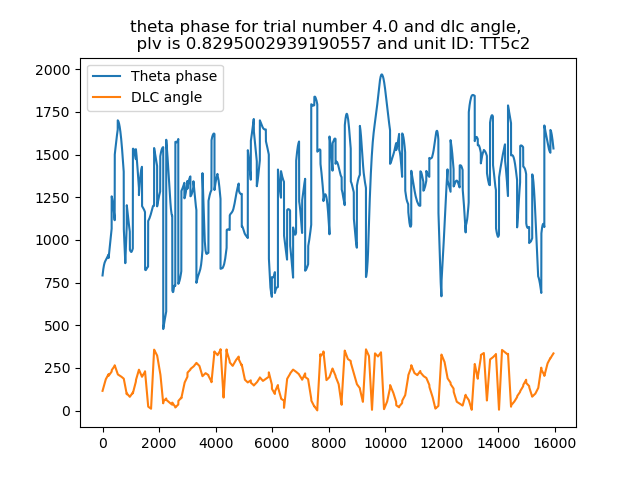 theta phase for trial number 4.0 and dlc angle,
plv is 0.8295002939190557 and unit ID: TT5c2
Theta phase
DLC angle
2000
1750
1500
1250
1000
750
500
250
0
0 2000 4000 6000 8000 10000 12000 14000 16000